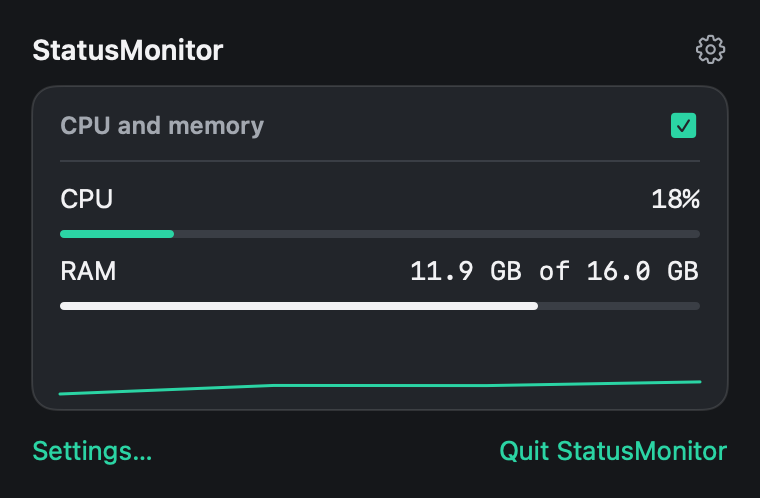 StatusMonitor
CPU and memory
CPU 18%
RAM 11.9 GB of 16.0 GB
Settings... Quit StatusMonitor